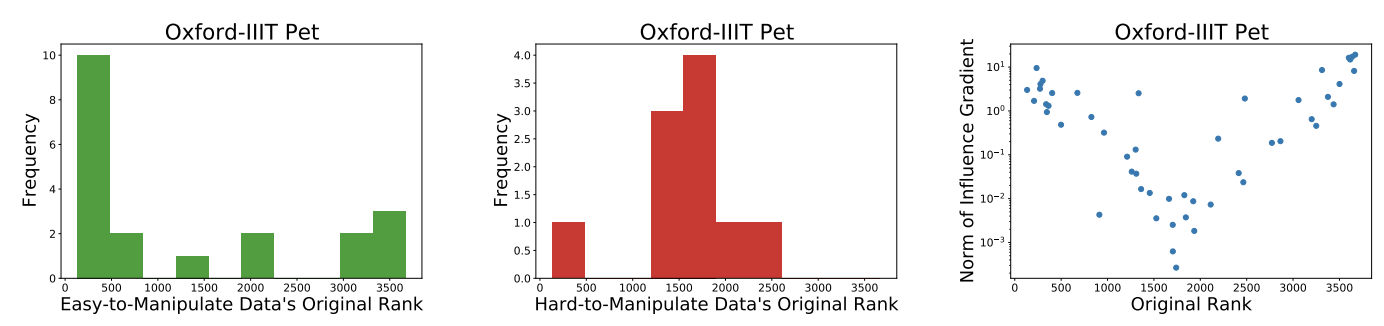 Oxford-IIIT Pet
Frequency
10
8
6
4
2
0
0 500 1000 1500 2000 2500 3000 3500
Easy-to-Manipulate Data's Original Rank
Oxford-IIIT Pet
Frequency
4.0
3.5
3.0
2.5
2.0
1.5
1.0
0.5
0.0
0 500 1000 1500 2000 2500 3000 3500
Hard-to-Manipulate Data's Original Rank
Oxford-IIIT Pet
Norm of Influence Gradient
10¹
10⁰
10⁻¹
10⁻²
10⁻³
0 500 1000 1500 2000 2500 3000 3500
Original Rank